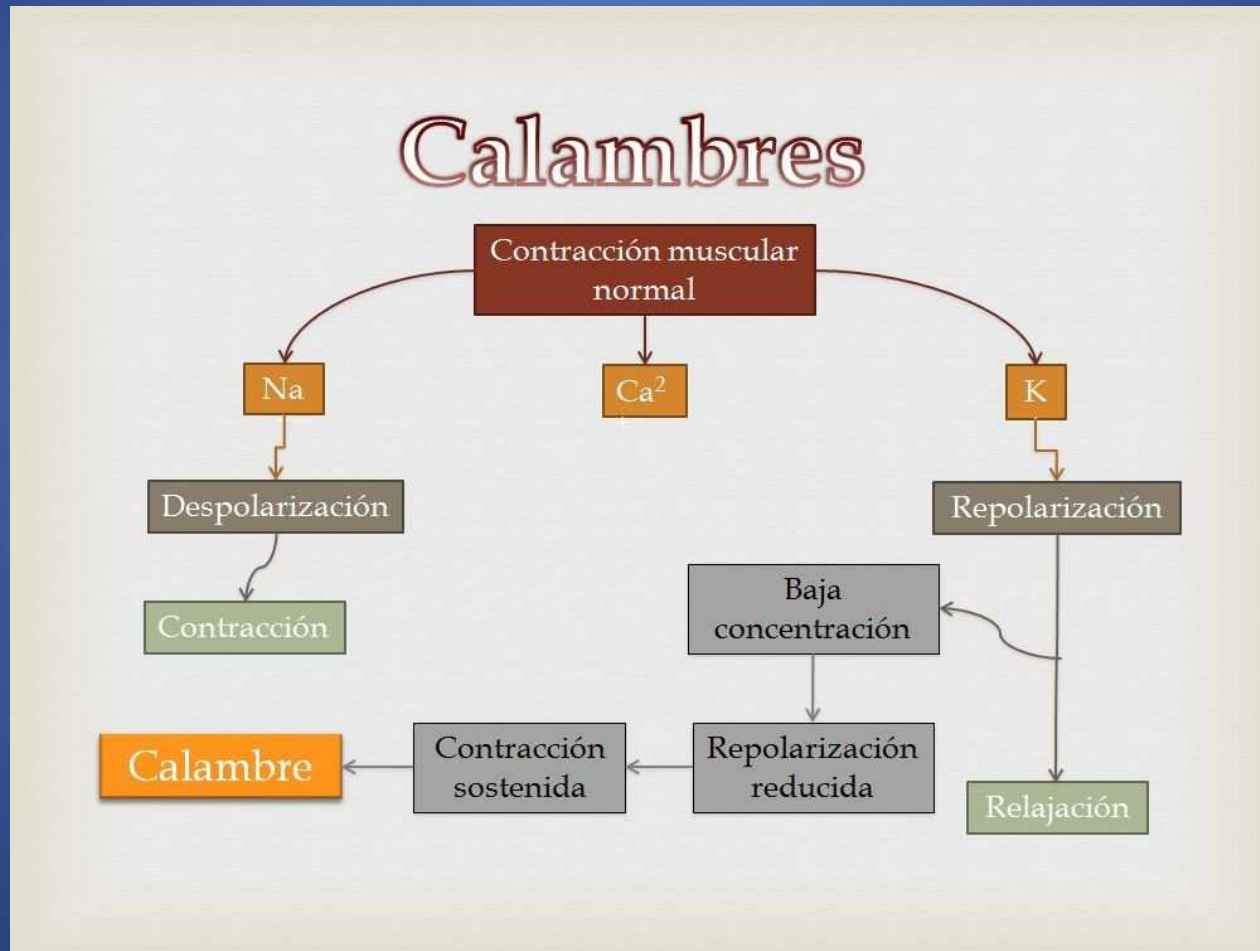 Calambres
Contracción muscular
normal
Na
Ca²
+
K
Despolarización
Repolarización
Contracción
Baja
concentración
Calambre
Contracción
sostenida
Repolarización
reducida
Relajación